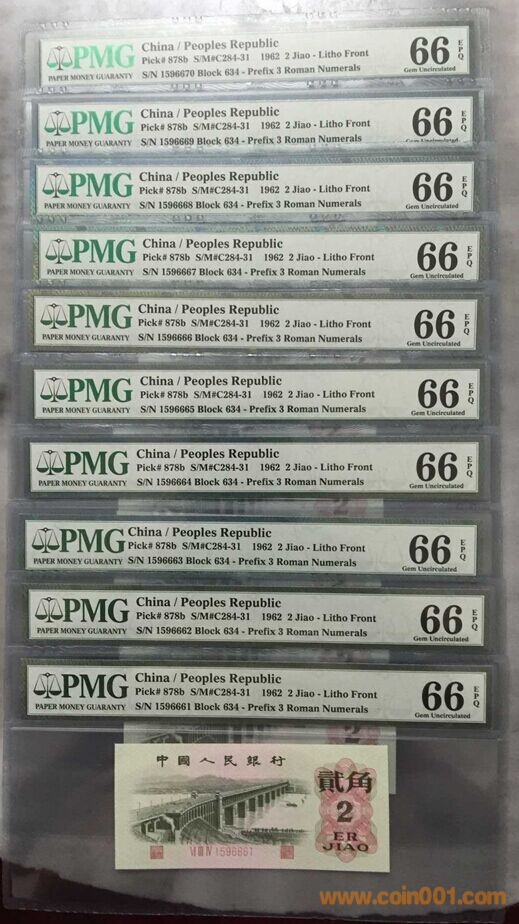 PMG
PAPER MONEY GUARANTY
China / Peoples Republic
Pick# 878b S/M#C284-31 1962 2 Jiao - Litho Front
S/N 1596670 Block 634 - Prefix 3 Roman Numerals
66 EPQ
Gem Uncirculated
PMG
PAPER MONEY GUARANTY
China / Peoples Republic
Pick# 878b S/M#C284-31 1962 2 Jiao - Litho Front
S/N 1596669 Block 634 - Prefix 3 Roman Numerals
66 EPQ
Gem Uncirculated
PMG
PAPER MONEY GUARANTY
China / Peoples Republic
Pick# 878b S/M#C284-31 1962 2 Jiao - Litho Front
S/N 1596668 Block 634 - Prefix 3 Roman Numerals
66 EPQ
Gem Uncirculated
PMG
PAPER MONEY GUARANTY
China / Peoples Republic
Pick# 878b S/M#C284-31 1962 2 Jiao - Litho Front
S/N 1596667 Block 634 - Prefix 3 Roman Numerals
66 EPQ
Gem Uncirculated
PMG
PAPER MONEY GUARANTY
China / Peoples Republic
Pick# 878b S/M#C284-31 1962 2 Jiao - Litho Front
S/N 1596666 Block 634 - Prefix 3 Roman Numerals
66 EPQ
Gem Uncirculated
PMG
PAPER MONEY GUARANTY
China / Peoples Republic
Pick# 878b S/M#C284-31 1962 2 Jiao - Litho Front
S/N 1596665 Block 634 - Prefix 3 Roman Numerals
66 EPQ
Gem Uncirculated
PMG
PAPER MONEY GUARANTY
China / Peoples Republic
Pick# 878b S/M#C284-31 1962 2 Jiao - Litho Front
S/N 1596664 Block 634 - Prefix 3 Roman Numerals
66 EPQ
Gem Uncirculated
PMG
PAPER MONEY GUARANTY
China / Peoples Republic
Pick# 878b S/M#C284-31 1962 2 Jiao - Litho Front
S/N 1596663 Block 634 - Prefix 3 Roman Numerals
66 EPQ
Gem Uncirculated
PMG
PAPER MONEY GUARANTY
China / Peoples Republic
Pick# 878b S/M#C284-31 1962 2 Jiao - Litho Front
S/N 1596662 Block 634 - Prefix 3 Roman Numerals
66 EPQ
Gem Uncirculated
PMG
PAPER MONEY GUARANTY
China / Peoples Republic
Pick# 878b S/M#C284-31 1962 2 Jiao - Litho Front
S/N 1596661 Block 634 - Prefix 3 Roman Numerals
66 EPQ
Gem Uncirculated
2
中國人民銀行
貳角
2
ER
JIAO
VI III IV 1596661
www.coin001.com